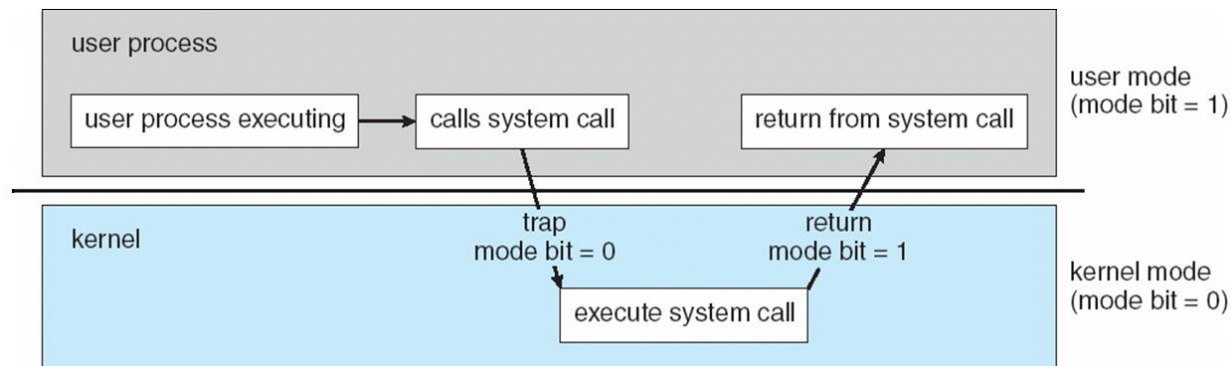 user process
user process executing
calls system call
return from system call
user mode
(mode bit = 1)
trap
mode bit = 0
return
mode bit = 1
kernel
execute system call
kernel mode
(mode bit = 0)